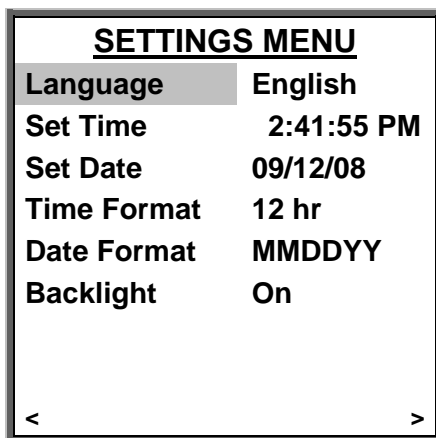 SETTINGS MENU
Language English
Set Time 2:41:55 PM
Set Date 09/12/08
Time Format 12 hr
Date Format MMDDYY
Backlight On
< >